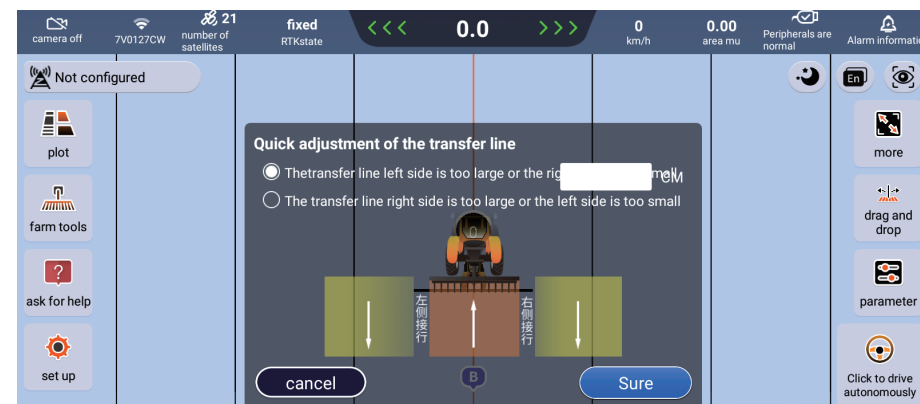 camera off
7V0127CW
21
number of
satellites
fixed
RTKstate
<<<
0.0
>>>
0
km/h
0.00
area mu
Peripherals are
normal
Alarm informatic
Not configured
En
plot
farm tools
ask for help
set up
Quick adjustment of the transfer line
Thetransfer line left side is too large or the rig
CM
The transfer line right side is too large or the left side is too small
左侧接行
右侧接行
cancel
B
Sure
more
drag and
drop
parameter
Click to drive
autonomously